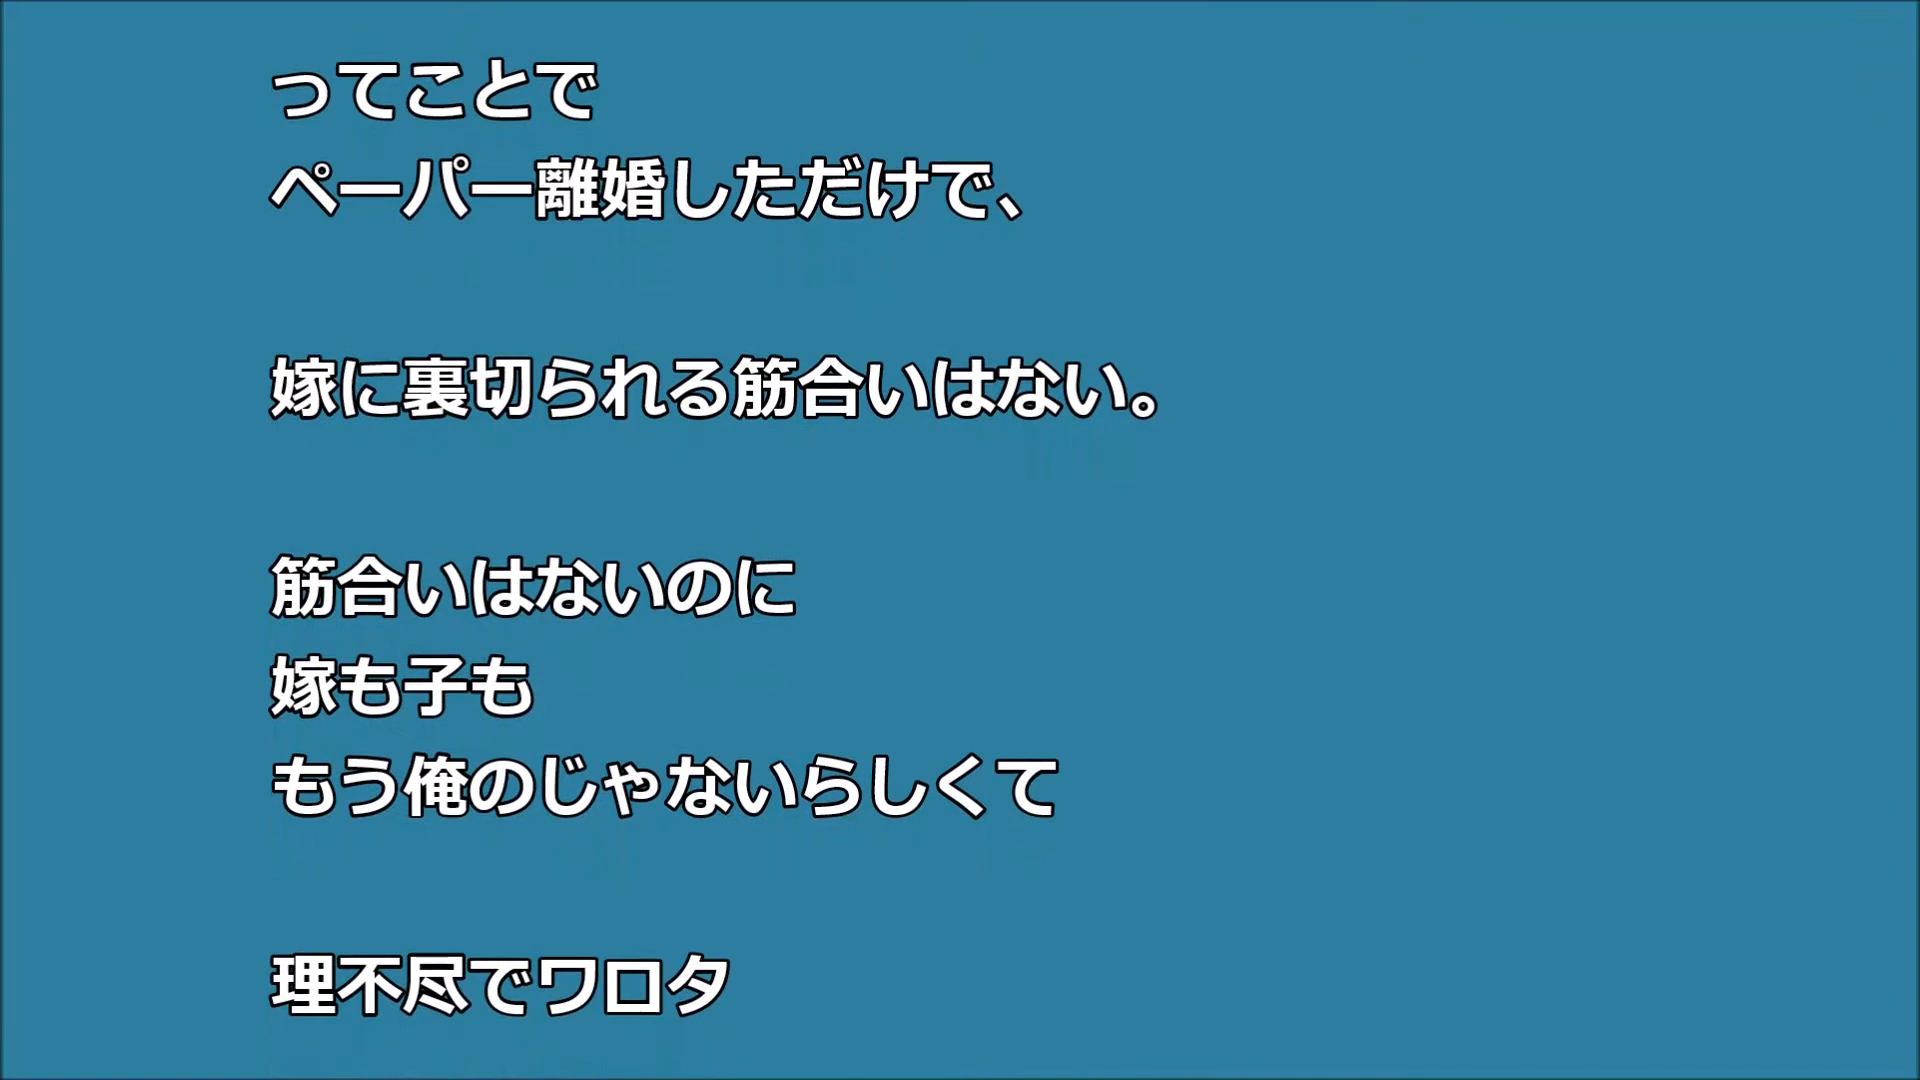 ってことで
ペーパー離婚しただけで、
嫁に裏切られる筋合いはない。
筋合いはないのに
嫁も子も
もう俺のじゃないらしくて
理不尽でワロタ